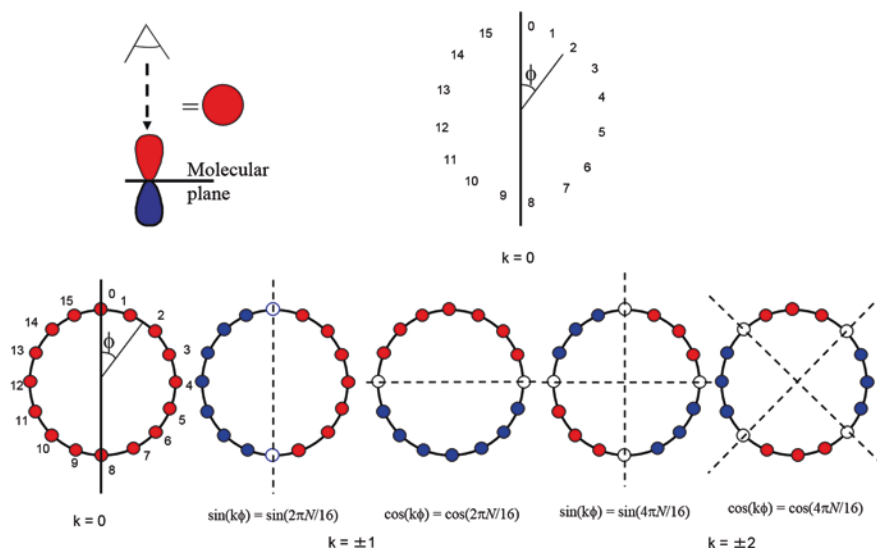 =
Molecular
plane
0
1
2
3
4
5
6
7
8
9
10
11
12
13
14
15
ϕ
k = 0
0
1
2
3
4
5
6
7
8
9
10
11
12
13
14
15
ϕ
k = 0
sin(kϕ) = sin(2πN/16)
cos(kϕ) = cos(2πN/16)
k = ±1
sin(kϕ) = sin(4πN/16)
cos(kϕ) = cos(4πN/16)
k = ±2